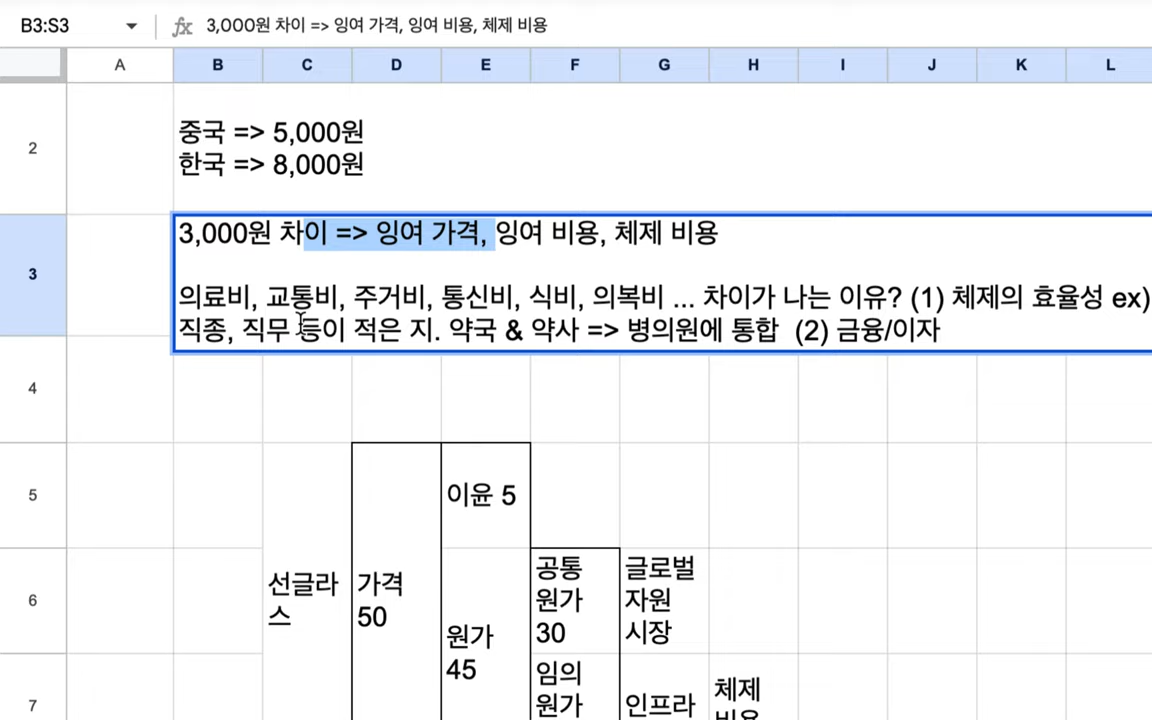 B3:S3
fx 3,000원 차이 => 잉여 가격, 잉여 비용, 체제 비용
A B C D E F G H I J K L
2
중국 => 5,000원
한국 => 8,000원
3
3,000원 차이 => 잉여 가격, 잉여 비용, 체제 비용
의료비, 교통비, 주거비, 통신비, 식비, 의복비 ... 차이가 나는 이유? (1) 체제의 효율성 ex)
직종, 직무 등이 적은 지. 약국 & 약사 => 병의원에 통합 (2) 금융/이자
4
5
이윤 5
6
선글라
스
가격
50
원가
45
공통
원가
30
글로벌
자원
시장
7
임의
원가
인프라
체제
비용